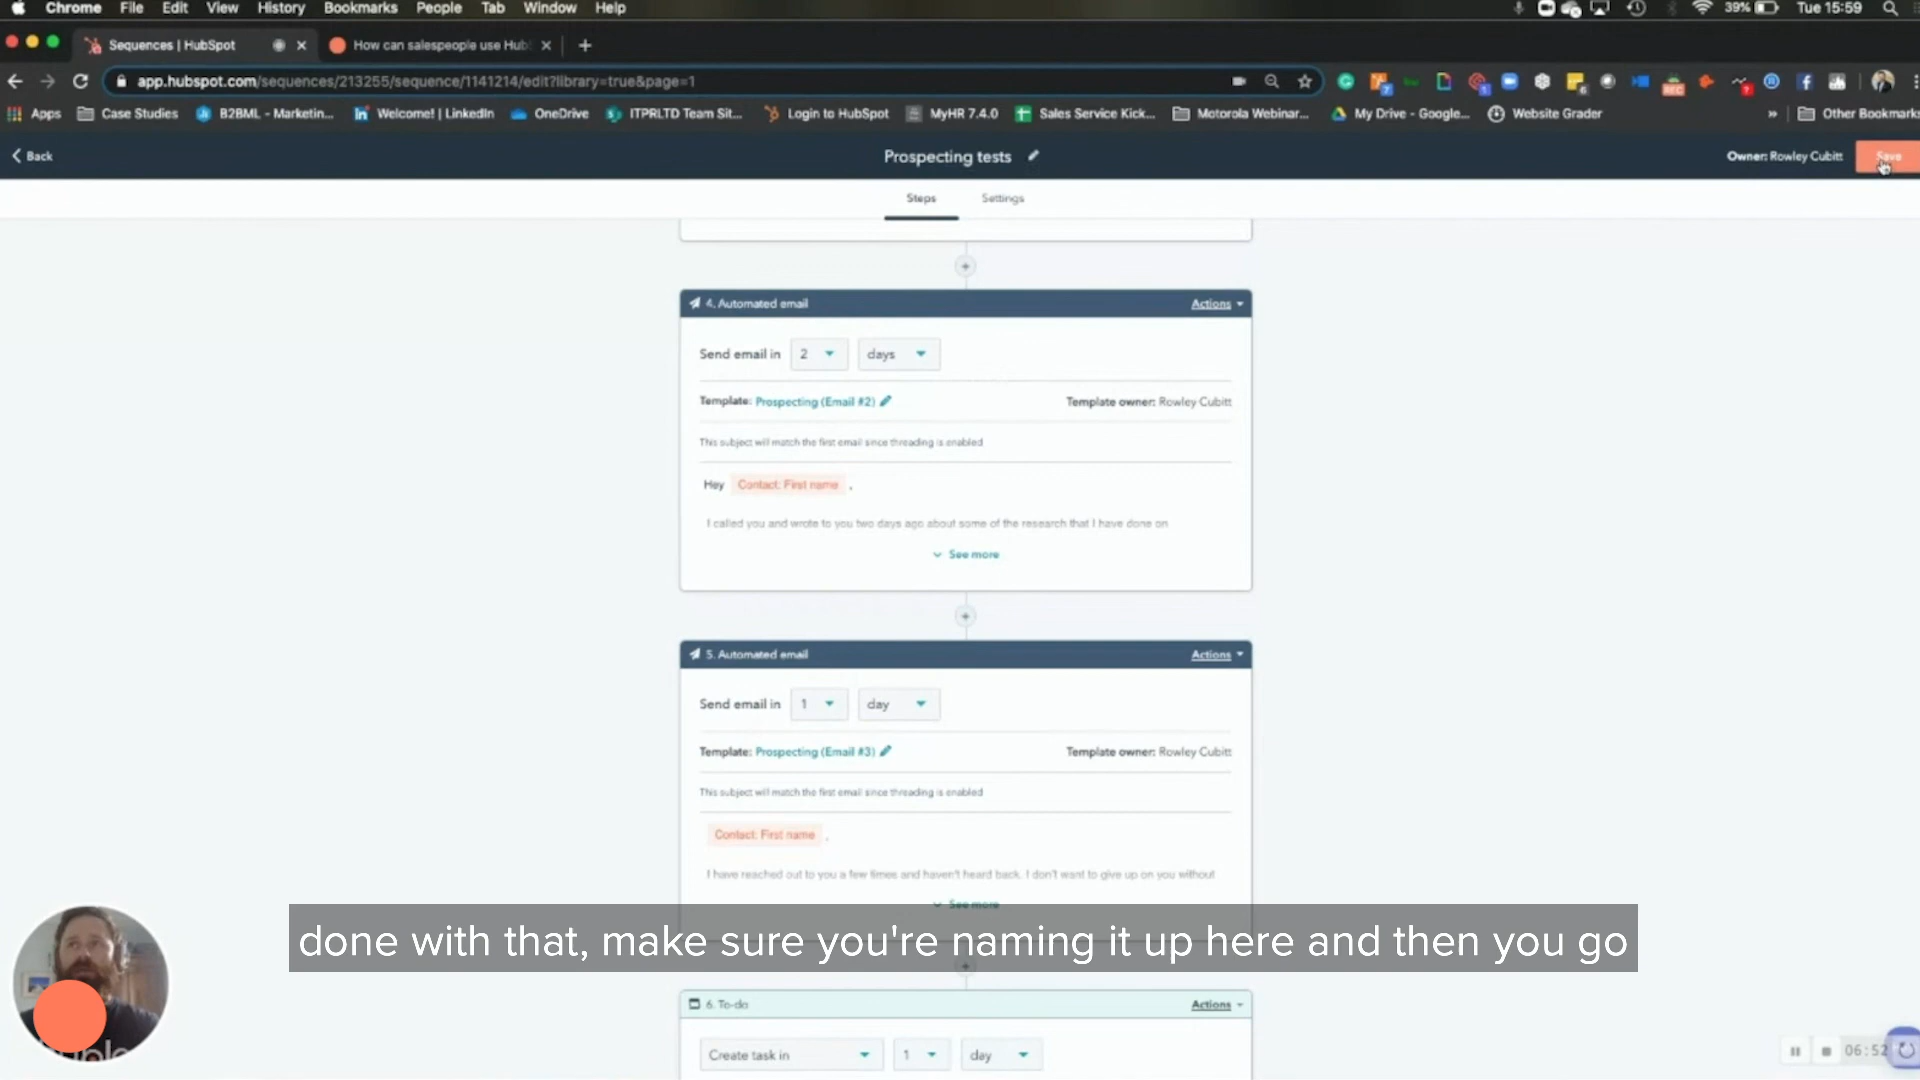 Chrome File Edit View History Bookmarks People Tab Window Help 39% Tue 15:59
Sequences | HubSpot How can salespeople use Hub
app.hubspot.com/sequences/213255/sequence/1141214/edit?library=true&page=1
Apps Case Studies B2BML - Marketin... Welcome! | LinkedIn OneDrive ITPRLTD Team Sit... Login to HubSpot MyHR 7.4.0 Sales Service Kick... Motorola Webinar... My Drive - Google... Website Grader » Other Bookmarks
Back Prospecting tests Owner: Rowley Cubitt Save
Steps Settings
4. Automated email Actions
Send email in 2 days
Template: Prospecting (Email #2) Template owner: Rowley Cubitt
This subject will match the first email since threading is enabled
Hey Contact: First name ,
I called you and wrote to you two days ago about some of the research that I have done on
See more
5. Automated email Actions
Send email in 1 day
Template: Prospecting (Email #3) Template owner: Rowley Cubitt
This subject will match the first email since threading is enabled
Contact: First name ,
I have reached out to you a few times and haven't heard back. I don't want to give up on you without
See more
done with that, make sure you're naming it up here and then you go
6. To-do Actions
Create task in 1 day
06:52